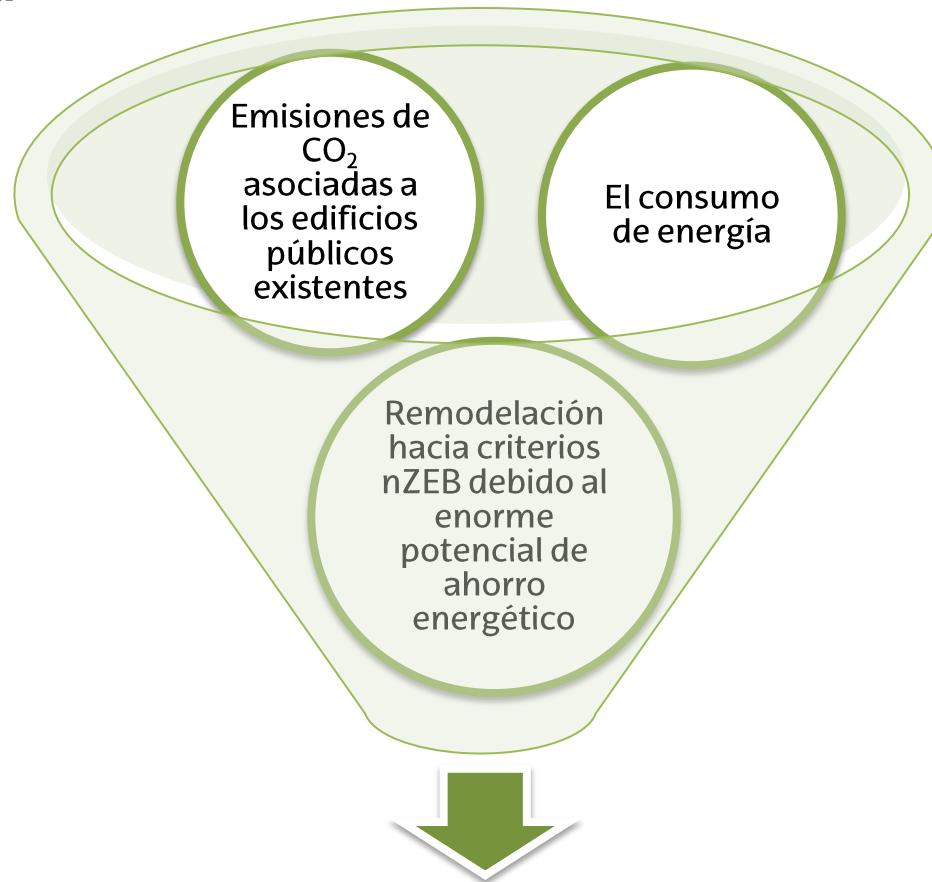 Emisiones de
CO₂
asociadas a
los edificios
públicos
existentes
El consumo
de energía
Remodelación
hacia criterios
nZEB debido al
enorme
potencial de
ahorro
energético